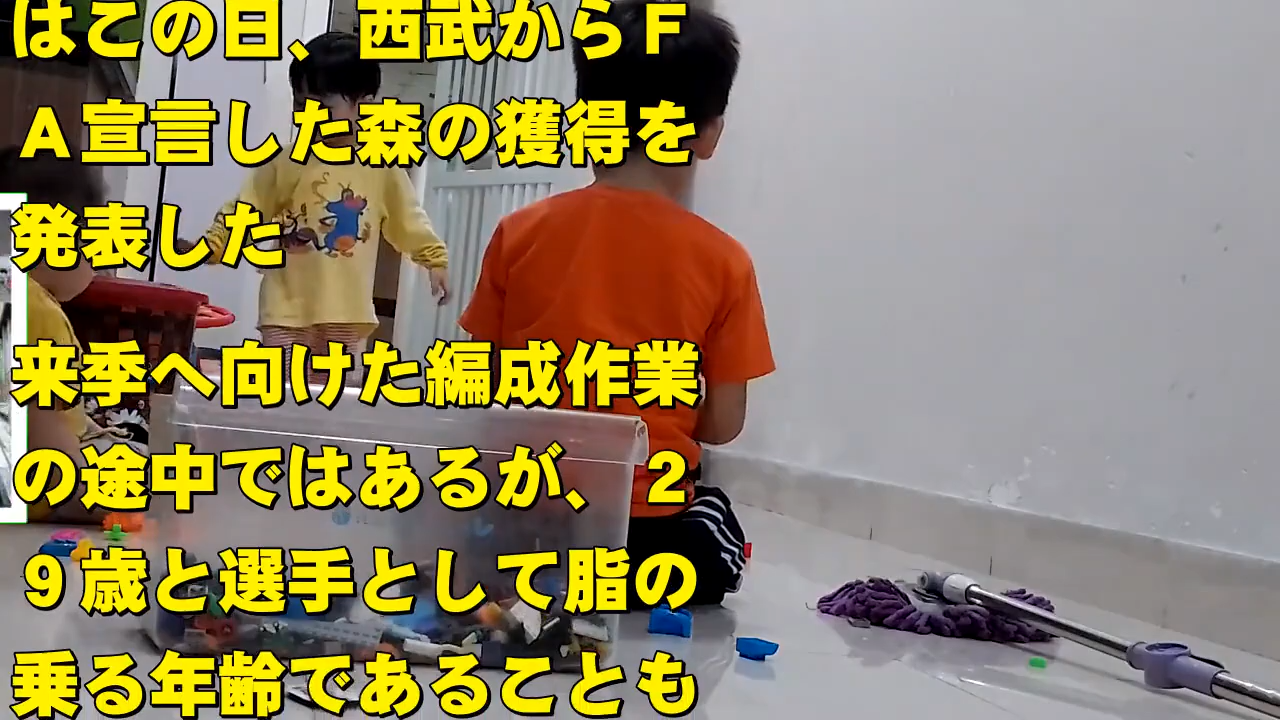 はこの日、西武からＦ
Ａ宣言した森の獲得を
発表した
来季へ向けた編成作業
の途中ではあるが、２
９歳と選手として脂の
乗る年齢であることも